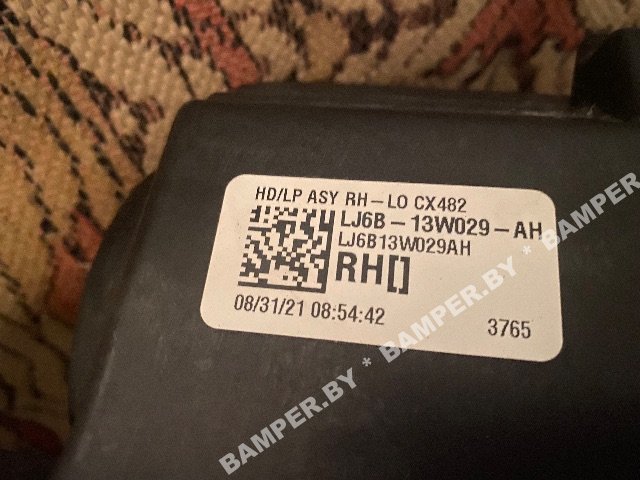 HD/LP ASY RH-LO CX482
LJ6B-13W029-AH
LJ6B13W029AH
RH[]
08/31/21 08:54:42
3765
BAMPER.BY * BAMPER.BY * BAMPER